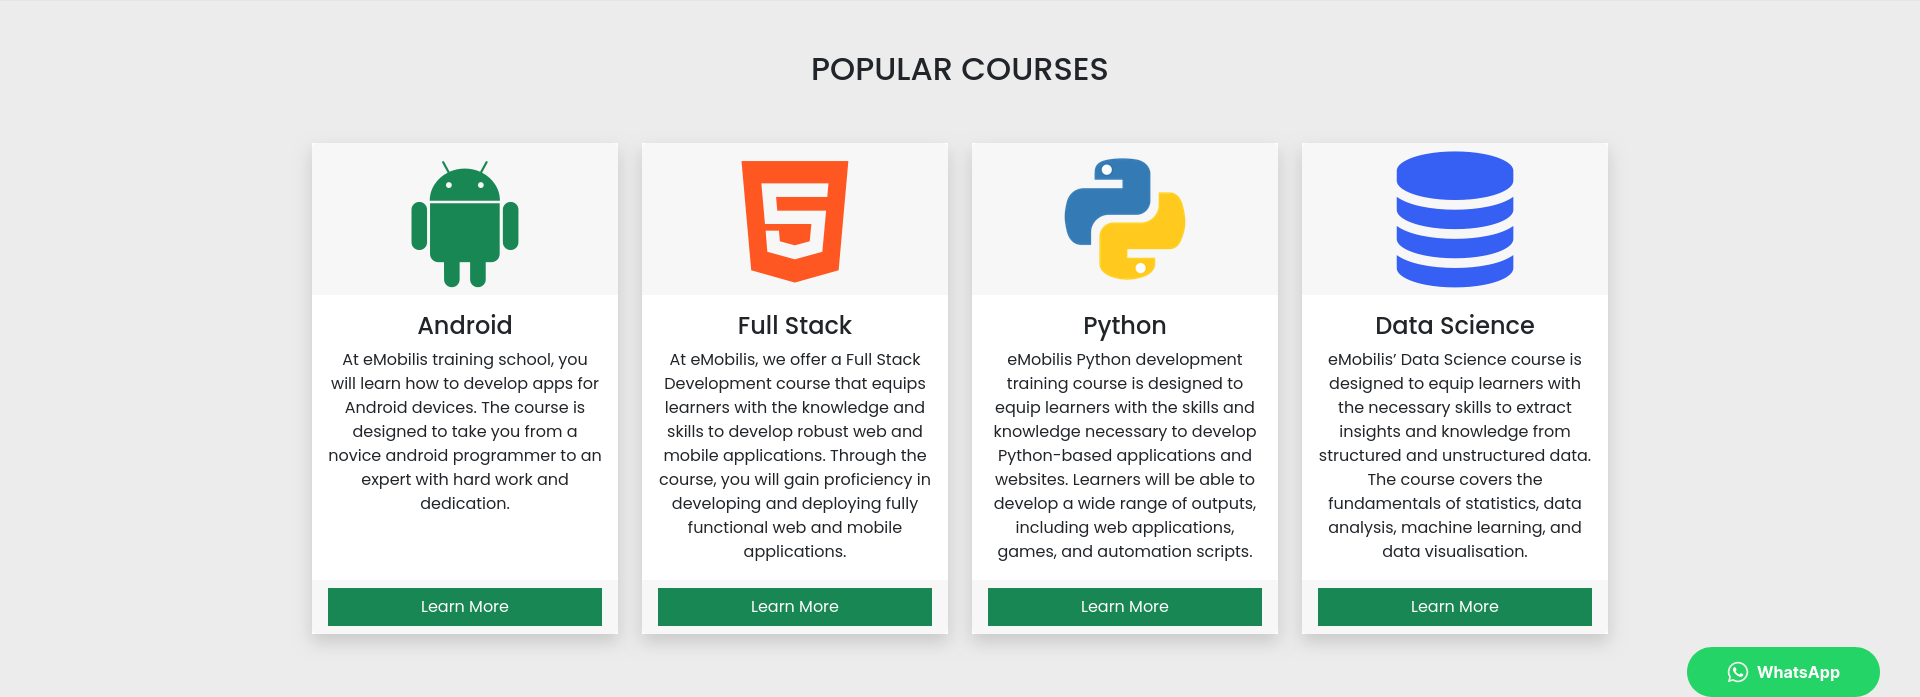 POPULAR COURSES
Android
At eMobilis training school, you
will learn how to develop apps for
Android devices. The course is
designed to take you from a
novice android programmer to an
expert with hard work and
dedication.
Learn More
Full Stack
At eMobilis, we offer a Full Stack
Development course that equips
learners with the knowledge and
skills to develop robust web and
mobile applications. Through the
course, you will gain proficiency in
developing and deploying fully
functional web and mobile
applications.
Learn More
Python
eMobilis Python development
training course is designed to
equip learners with the skills and
knowledge necessary to develop
Python-based applications and
websites. Learners will be able to
develop a wide range of outputs,
including web applications,
games, and automation scripts.
Learn More
Data Science
eMobilis’ Data Science course is
designed to equip learners with
the necessary skills to extract
insights and knowledge from
structured and unstructured data.
The course covers the
fundamentals of statistics, data
analysis, machine learning, and
data visualisation.
Learn More
WhatsApp